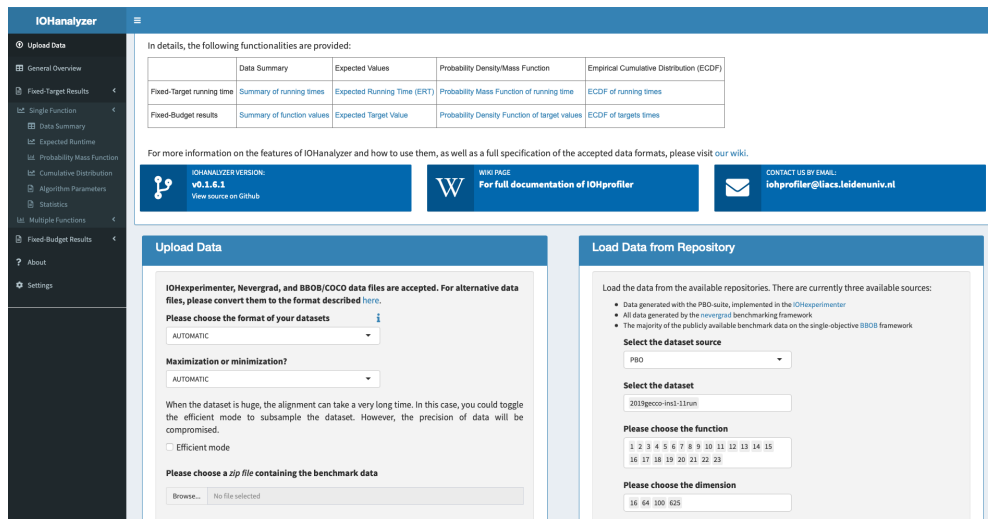 IOHanalyzer
Upload Data
General Overview
Fixed-Target Results
Single Function
Data Summary
Expected Runtime
Probability Mass Function
Cumulative Distribution
Algorithm Parameters
Statistics
Multiple Functions
Fixed-Budget Results
About
Settings
In details, the following functionalities are provided:
Data Summary Expected Values Probability Density/Mass Function Empirical Cumulative Distribution (ECDF)
Fixed-Target running time Summary of running times Expected Running Time (ERT) Probability Mass Function of running time ECDF of running times
Fixed-Budget results Summary of function values Expected Target Value Probability Density Function of target values ECDF of targets times
For more information on the features of IOHAnalyzer and how to use them, as well as a full specification of the accepted data formats, please visit our wiki.
IOHANALYZER VERSION:
v0.1.6.1
View source on Github
W
WIKI PAGE
For full documentation of IOHprofiler
CONTACT US BY EMAIL:
iohprofiler@liacs.leidenuniv.nl
Upload Data
IOHexperimenter, Nevergrad, and BBOB/COCO data files are accepted. For alternative data
files, please convert them to the format described here.
Please choose the format of your datasets i
AUTOMATIC
Maximization or minimization?
AUTOMATIC
When the dataset is huge, the alignment can take a very long time. In this case, you could toggle
the efficient mode to subsample the dataset. However, the precision of data will be
compromised.
Efficient mode
Please choose a zip file containing the benchmark data
Browse... No file selected
Load Data from Repository
Load the data from the available repositories. There are currently three available sources:
Data generated with the PBO-suite, implemented in the IOHexperimenter
All data generated by the nevergrad benchmarking framework
The majority of the publicly available benchmark data on the single-objective BBOB framework
Select the dataset source
PBO
Select the dataset
2019gecco-ins1-11run
Please choose the function
1 2 3 4 5 6 7 8 9 10 11 12 13 14 15
16 17 18 19 20 21 22 23
Please choose the dimension
16 64 100 625